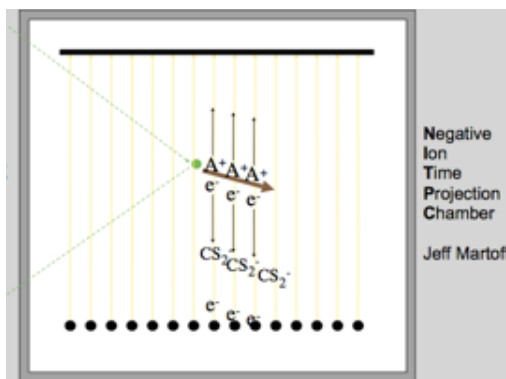 A⁺ A⁺ A⁺
e⁻ e⁻ e⁻
CS₂⁻ CS₂⁻ CS₂⁻
e⁻ e⁻ e⁻
Negative
Ion
Time
Projection
Chamber
Jeff Martoff